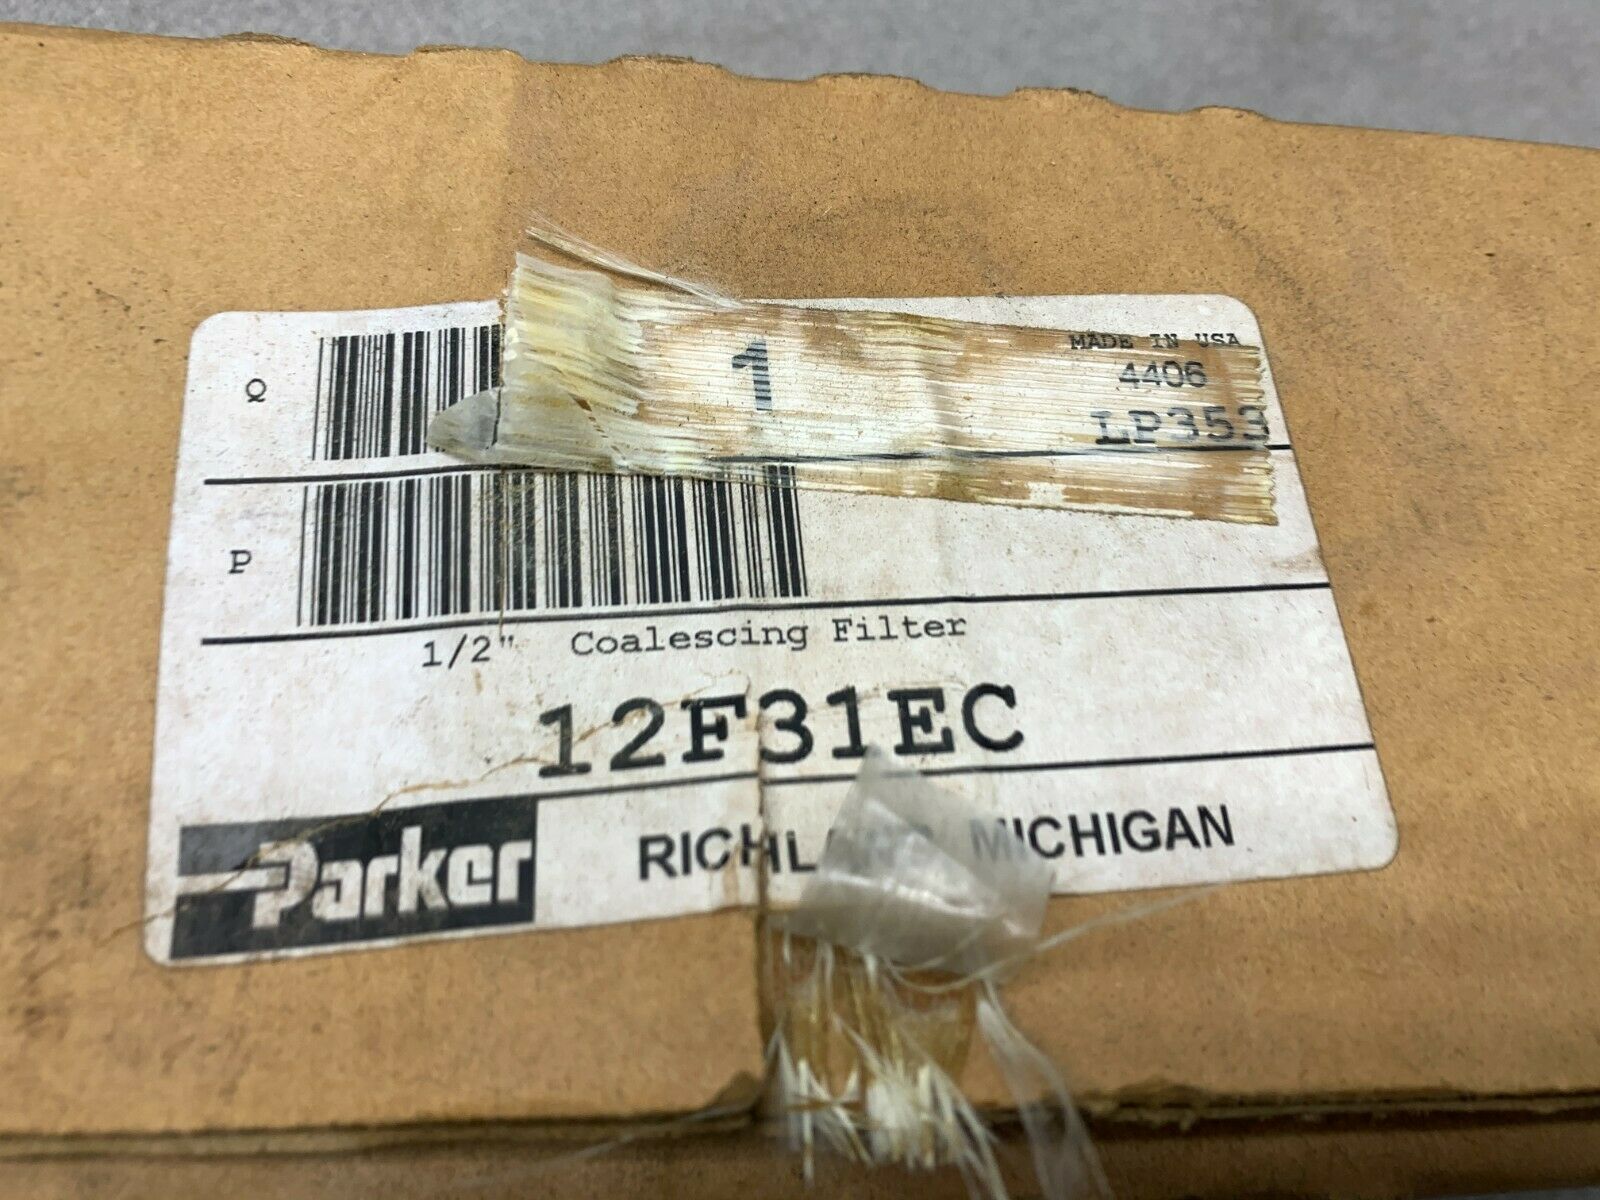 Q
1
MADE IN USA
4406
LP353
P
1/2" Coalescing Filter
12F31EC
Parker
MICHIGAN